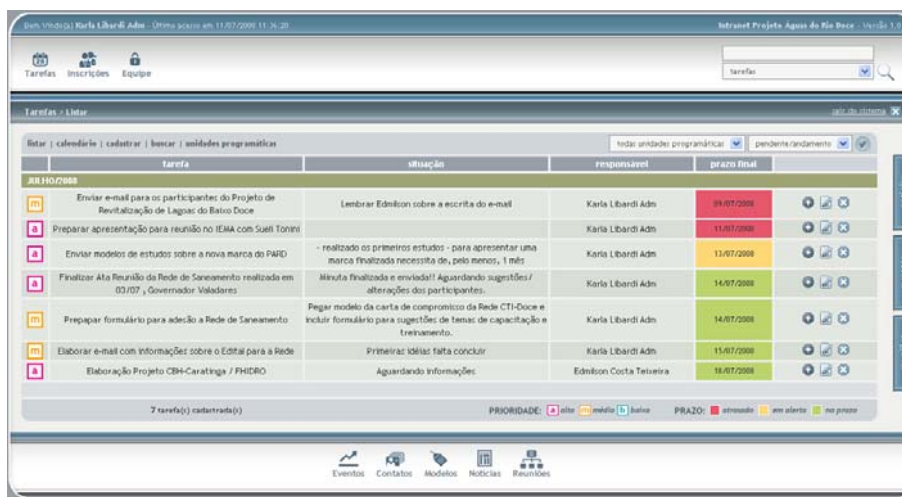 Bem Vindo(a) Karla Libardi Adm - Último acesso em 11/07/2008 11:36:20
Intranet Projeto Águas do Rio Doce - Versão 1.0
Tarefas Inscrições Equipe
tarefas
Tarefas > Listar
sair do sistema
listar | calendário | cadastrar | buscar | unidades programáticas
todas unidades programáticas
pendente/andamento
tarefa situação responsável prazo final
JULHO/2008
m Enviar e-mail para os participantes do Projeto de
Revitalização de Lagoas do Baixo Doce
Lembrar Edmilson sobre a escrita do e-mail
Karla Libardi Adm
09/07/2008
a Preparar apresentação para reunião no IEMA com Sueli Tonini
Karla Libardi Adm
11/07/2008
a Enviar modelos de estudos sobre a nova marca do PARD
- realizado os primeiros estudos - para apresentar uma
marca finalizada necessita de, pelo menos, 1 mês
Karla Libardi Adm
13/07/2008
a Finalizar Ata Reunião da Rede de Saneamento realizada em
03/07 , Governador Valadares
Minuta finalizada e enviada!! Aguardando sugestões/
alterações dos participantes.
Karla Libardi Adm
14/07/2008
m Prepapar formulário para adesão a Rede de Saneamento
Pegar modelo da carta de compromisso da Rede CTI-Doce e
incluir formulário para sugestões de temas de capacitação e
treinamento.
Karla Libardi Adm
14/07/2008
m Elaborar e-mail com informações sobre o Edital para a Rede
Primeiras idéias falta concluir
Karla Libardi Adm
15/07/2008
a Elaboração Projeto CBH-Caratinga / FHIDRO
Aguardando informações
Edmilson Costa Teixeira
18/07/2008
7 tarefa(s) cadastrada(s)
PRIORIDADE: a alta m média b baixa PRAZO: atrasado em alerta no prazo
Eventos Contatos Modelos Notícias Reuniões